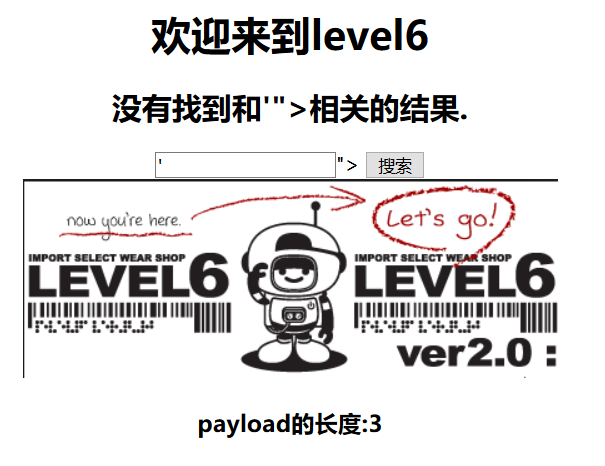 欢迎来到level6
没有找到和'">相关的结果.
'"> 搜索
now you're here. Let's go!
IMPORT SELECT WEAR SHOP IMPORT SELECT WEAR SHOP
LEVEL6 LEVEL6
ver2.0 :
payload的长度:3